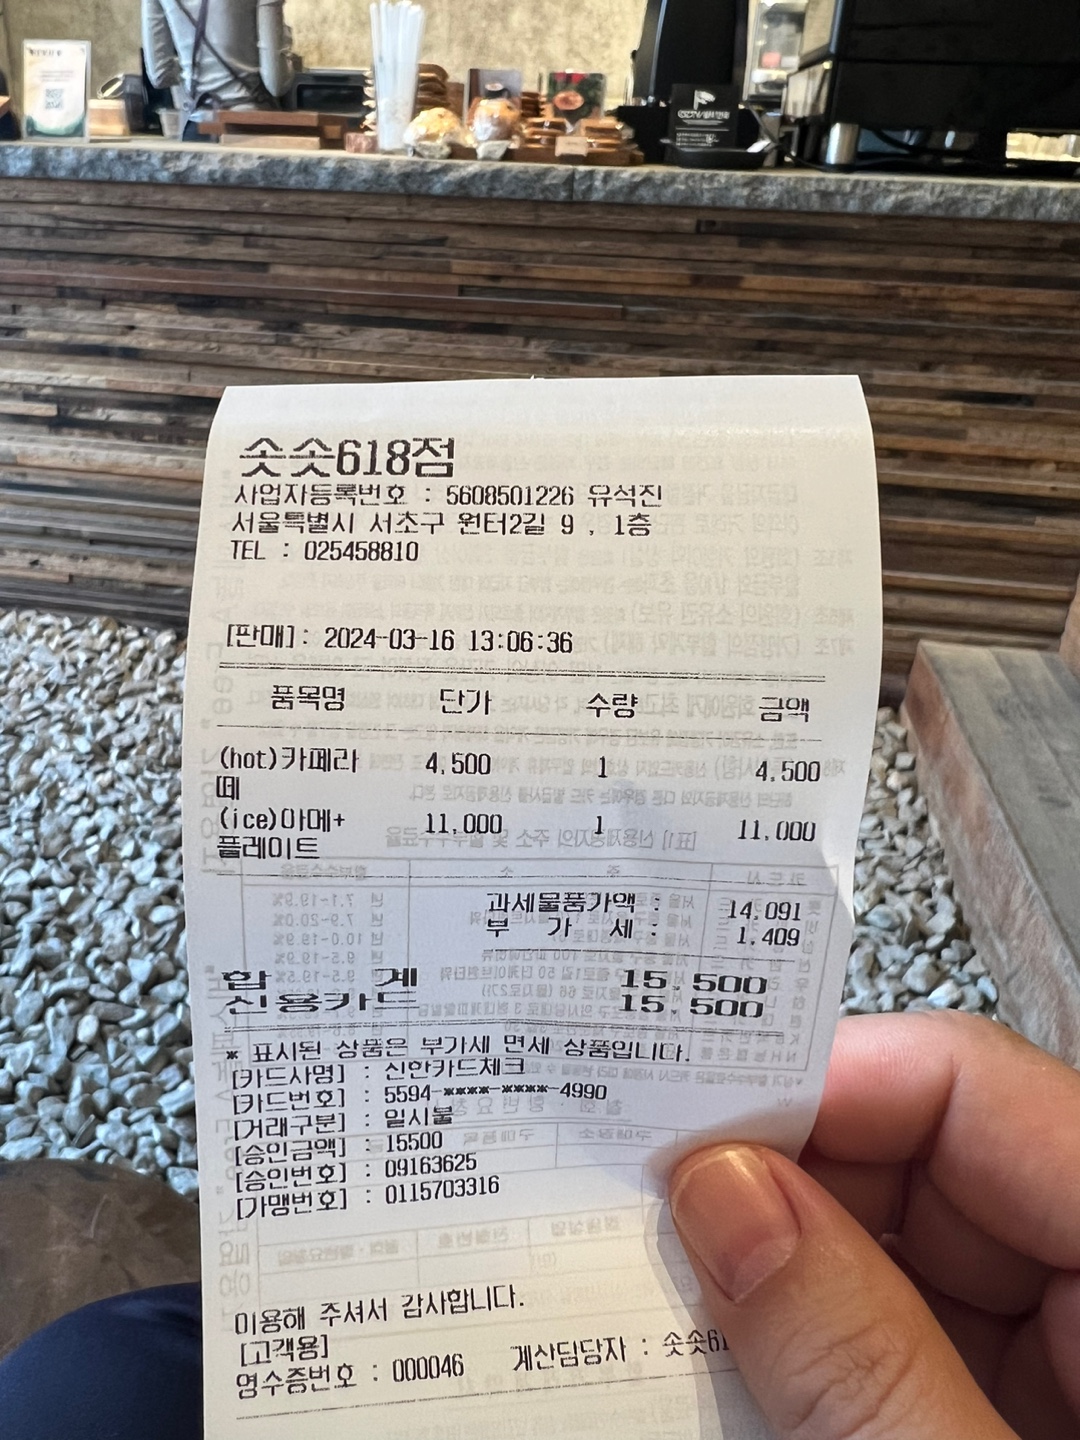 솟솟618점
사업자등록번호 : 5608501226 유석진
서울특별시 서초구 원터2길 9 , 1층
TEL : 025458810
[판매]: 2024-03-16 13:06:36
품목명 단가 수량 금액
(hot)카페라 4,500 1 4,500
떼
(ice)아메+ 11,000 1 11,000
플레이트
과세물품가액 : 14,091
부 가 세 : 1,409
합 계 15,500
신용카드 15,500
* 표시된 상품은 부가세 면세 상품입니다.
[카드사명] : 신한카드체크
[카드번호] : 5594-****-****-4990
[거래구분] : 일시불
[승인금액] : 15500
[승인번호] : 09163625
[가맹번호] : 0115703316
이용해 주셔서 감사합니다.
[고객용]
영수증번호 : 000046 계산담당자 : 솟솟61